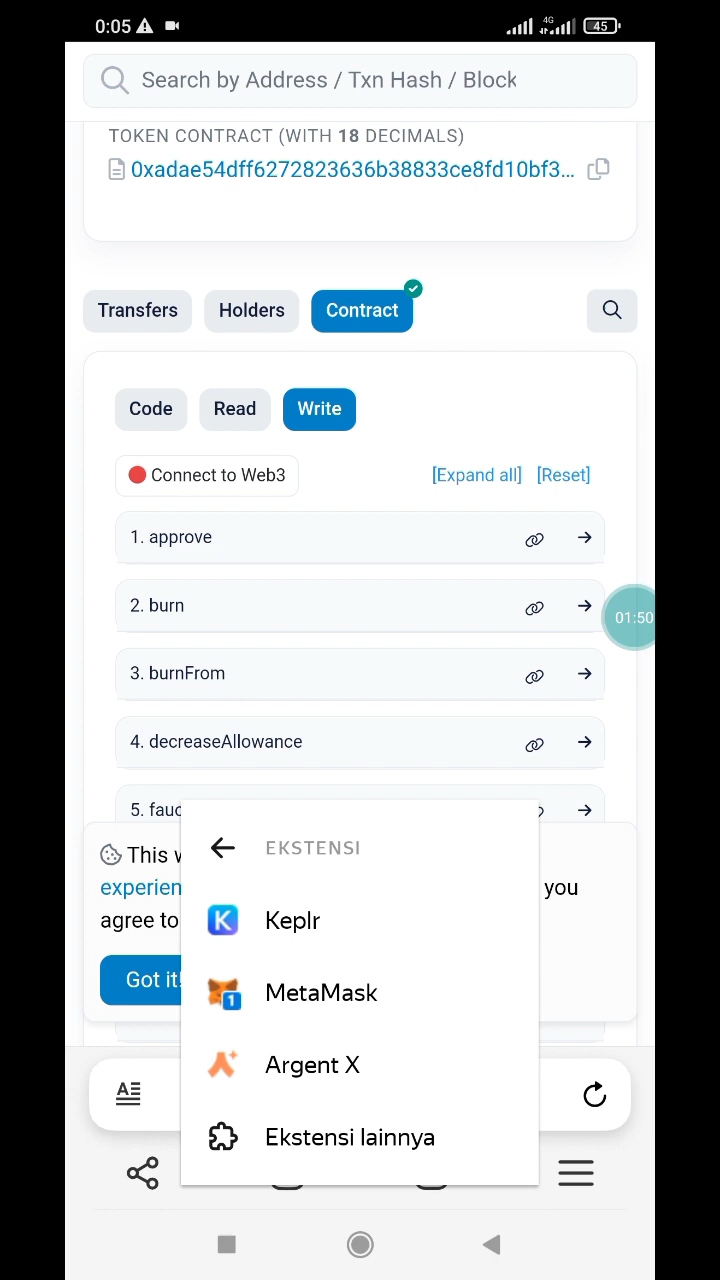 0:05
4G
45
Search by Address / Txn Hash / Block
TOKEN CONTRACT (WITH 18 DECIMALS)
0xadae54dff6272823636b38833ce8fd10bf3...
Transfers
Holders
Contract
Code
Read
Write
Connect to Web3
[Expand all]
[Reset]
1. approve
2. burn
01:50
3. burnFrom
4. decreaseAllowance
5. fauc
This
experien
you
agree to
Got it!
EKSTENSI
Keplr
MetaMask
1
Argent X
Ekstensi lainnya